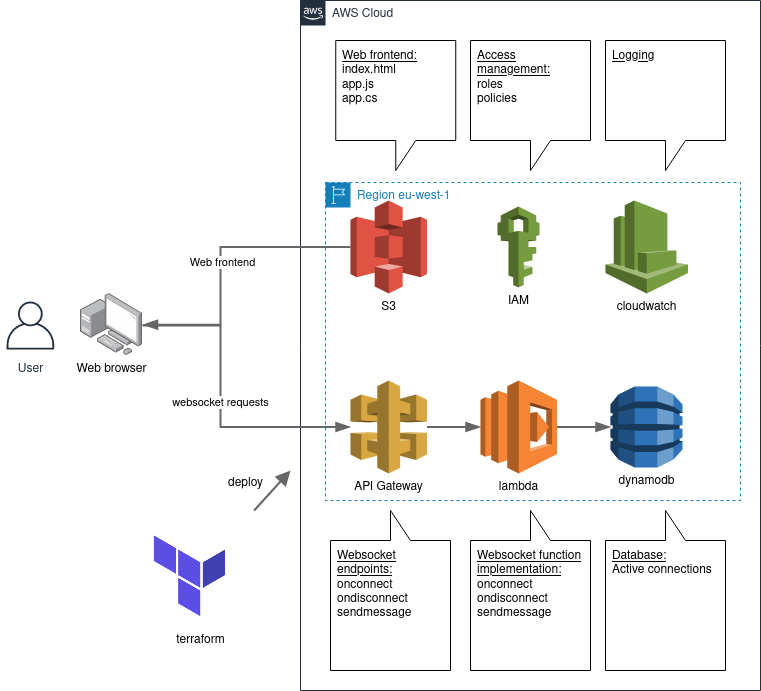 aws
AWS Cloud
Web frontend:
index.html
app.js
app.cs
Access
management:
roles
policies
Logging
Region eu-west-1
Web frontend
S3
IAM
cloudwatch
User
Web browser
websocket requests
API Gateway
lambda
dynamodb
deploy
terraform
Websocket
endpoints:
onconnect
ondisconnect
sendmessage
Websocket function
implementation:
onconnect
ondisconnect
sendmessage
Database:
Active connections